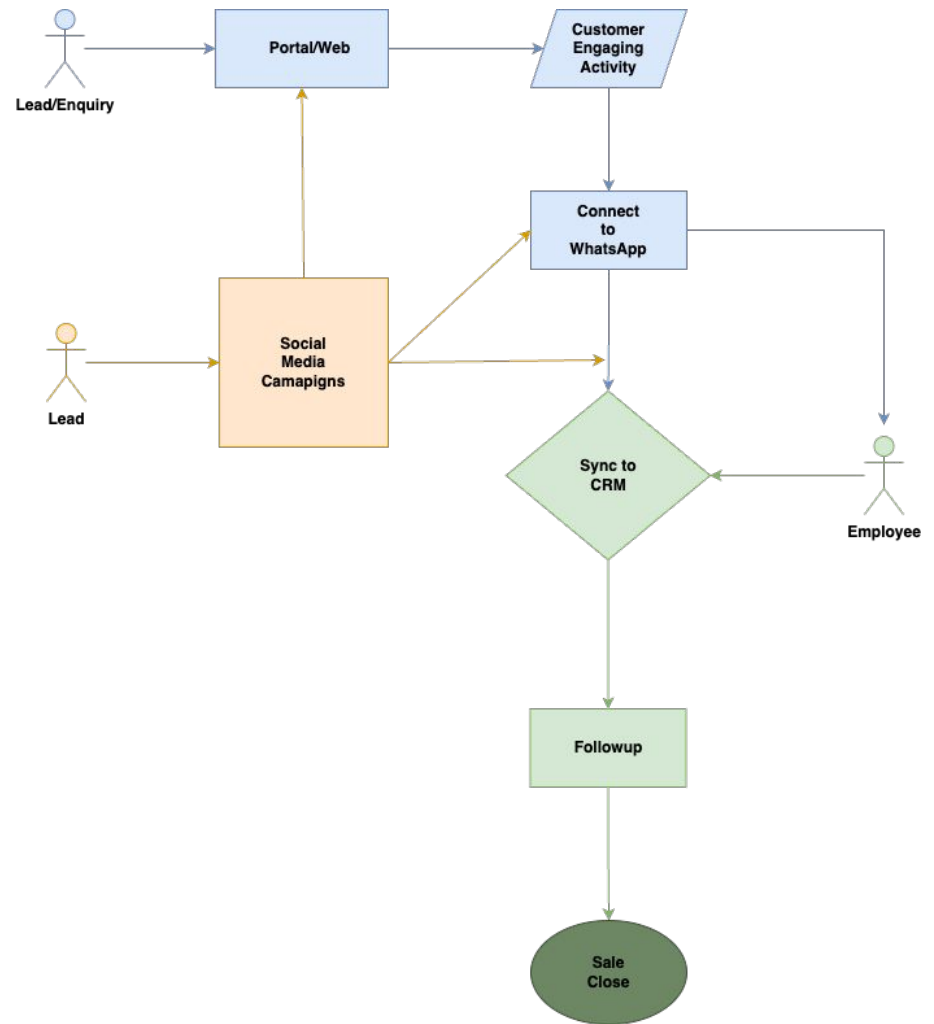 Portal/Web
Customer
Engaging
Activity
Lead/Enquiry
Connect
to
WhatsApp
Social
Media
Camapigns
Lead
Sync to
CRM
Employee
Followup
Sale
Close